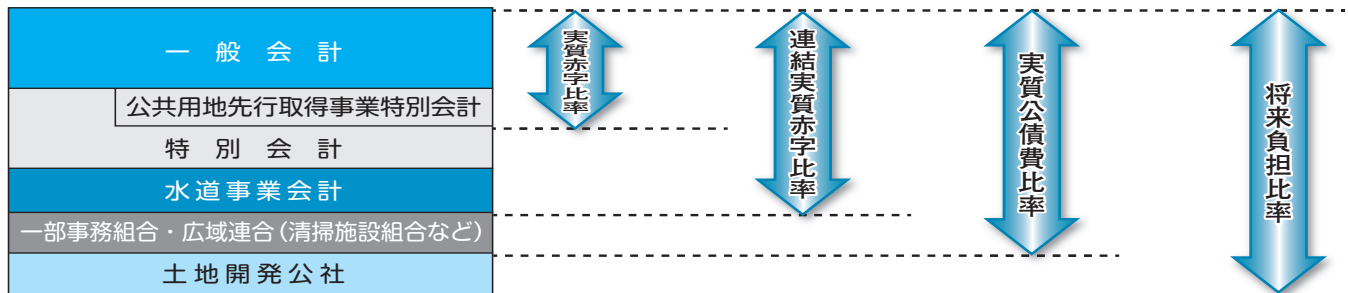 一般会計
公共用地先行取得事業特別会計
特別会計
水道事業会計
一部事務組合・広域連合（清掃施設組合など）
土地開発公社
実質赤字比率
連結実質赤字比率
実質公債費比率
将来負担比率